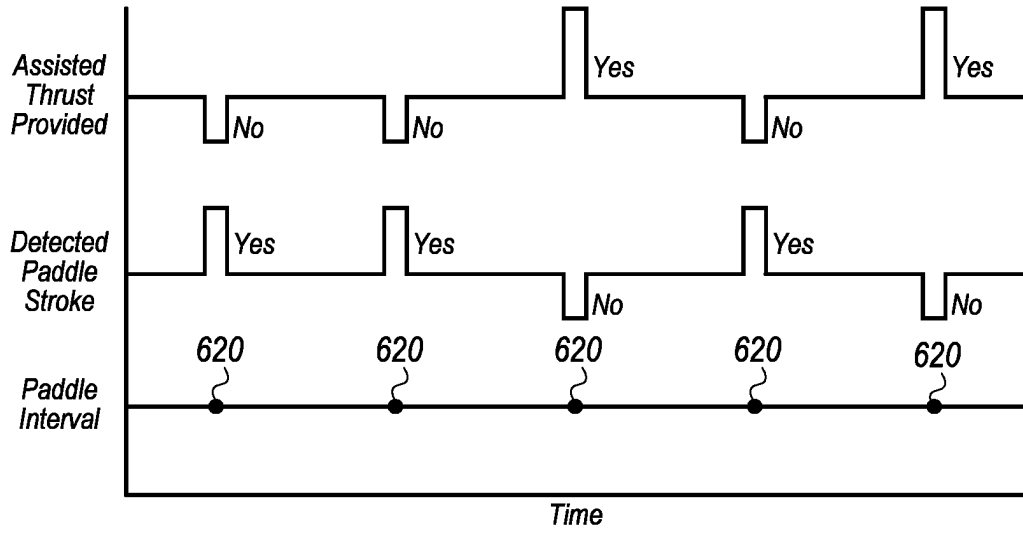 Assisted
Thrust
Provided
Yes
Yes
No
No
No
Detected
Paddle
Stroke
Yes
Yes
Yes
No
No
620
620
620
620
620
Paddle
Interval
Time